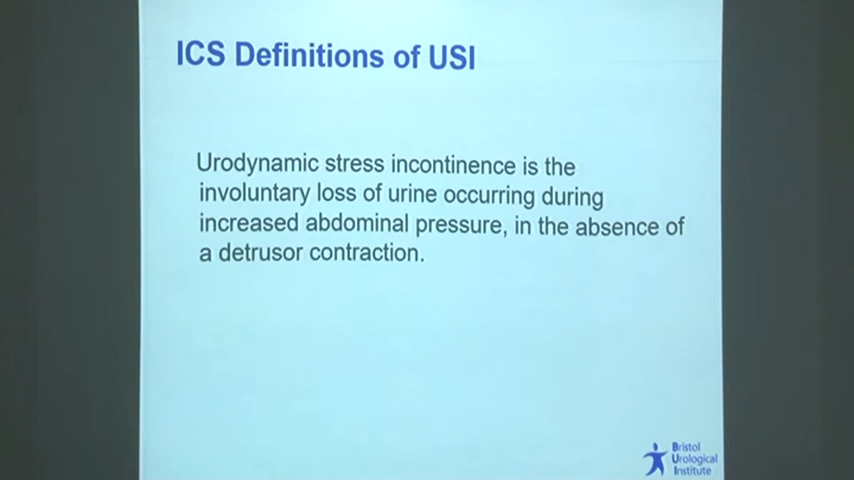 ICS Definitions of USI
Urodynamic stress incontinence is the
involuntary loss of urine occurring during
increased abdominal pressure, in the absence of
a detrusor contraction.
Bristol
Urological
Institute